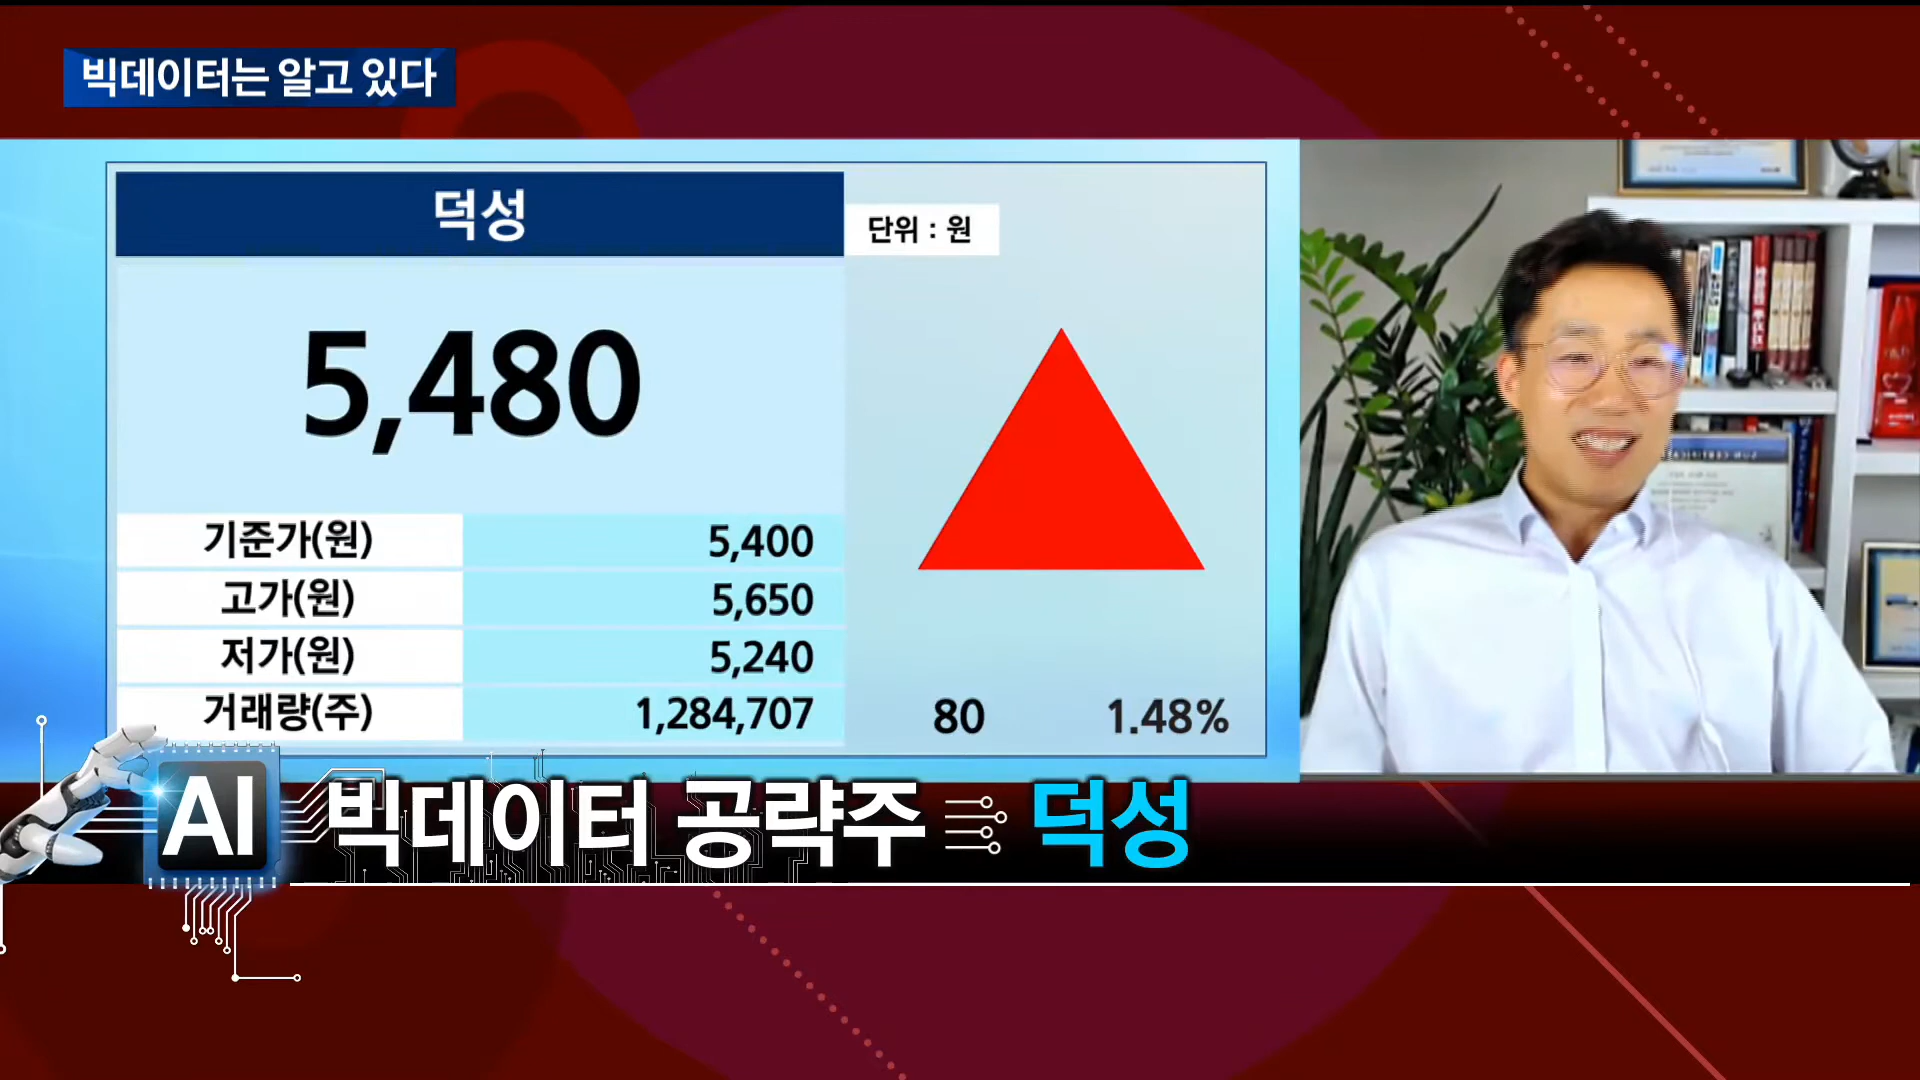 빅데이터는 알고 있다
덕성
단위 : 원
5,480
기준가(원) 5,400
고가(원) 5,650
저가(원) 5,240
거래량(주) 1,284,707
80 1.48%
AI 빅데이터 공략주 덕성